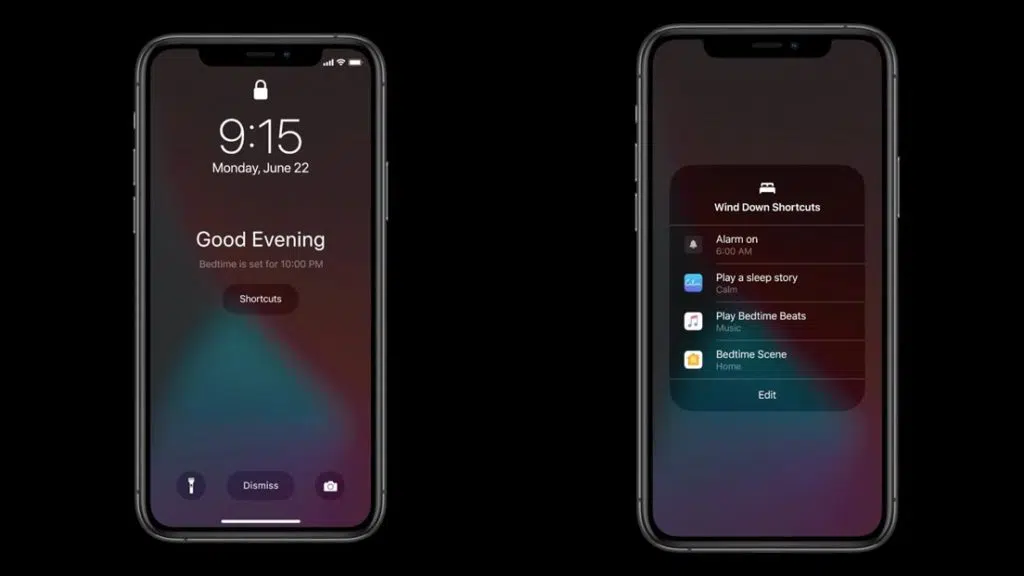 9:15
Monday, June 22
Good Evening
Bedtime is set for 10:00 PM
Shortcuts
Dismiss
Wind Down Shortcuts
Alarm on
6:00 AM
Play a sleep story
Calm
Play Bedtime Beats
Music
Bedtime Scene
Home
Edit